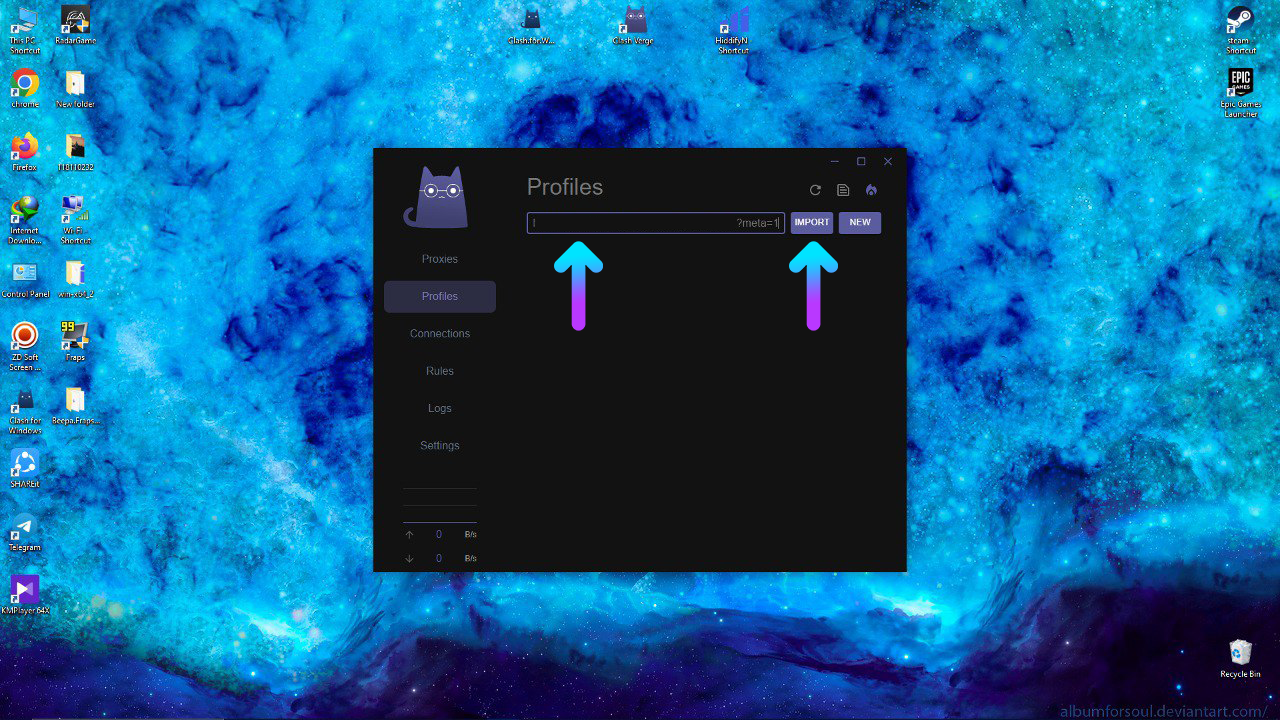 This PC
Shortcut
RadarGame
Clash.for.W...
Clash Verge
HiddifyN
Shortcut
steam
Shortcut
chrome
New folder
EPIC
GAMES
Epic Games
Launcher
Firefox
118110232
Internet
Downlo...
Wi-Fi...
Shortcut
Control Panel
win-x64_2
99
ZD Soft
Screen ...
Fraps
Clash for
Windows
Beepa.Fraps...
SHAREit
Telegram
KMPlayer 64X
Profiles
?meta=1
IMPORT
NEW
Proxies
Profiles
Connections
Rules
Logs
Settings
0 B/s
0 B/s
Recycle Bin
albumforsoul.deviantart.com/